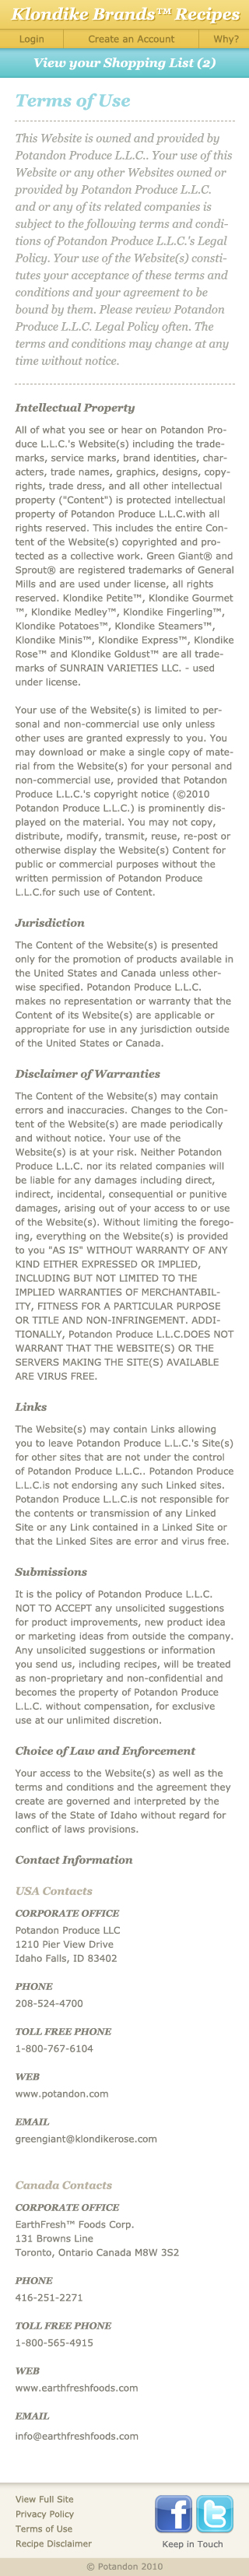 Klondike Brands™ Recipes
Login Create an Account Why?
View your Shopping List (2)
Terms of Use
This Website is owned and provided by
Potandon Produce L.L.C.. Your use of this
Website or any other Websites owned or
provided by Potandon Produce L.L.C.
and or any of its related companies is
subject to the following terms and condi-
tions of Potandon Produce L.L.C.'s Legal
Policy. Your use of the Website(s) consti-
tutes your acceptance of these terms and
conditions and your agreement to be
bound by them. Please review Potandon
Produce L.L.C. Legal Policy often. The
terms and conditions may change at any
time without notice.
Intellectual Property
All of what you see or hear on Potandon Pro-
duce L.L.C.'s Website(s) including the trade-
marks, service marks, brand identities, char-
acters, trade names, graphics, designs, copy-
rights, trade dress, and all other intellectual
property ("Content") is protected intellectual
property of Potandon Produce L.L.C.with all
rights reserved. This includes the entire Con-
tent of the Website(s) copyrighted and pro-
tected as a collective work. Green Giant® and
Sprout® are registered trademarks of General
Mills and are used under license, all rights
reserved. Klondike Petite™, Klondike Gourmet
™, Klondike Medley™, Klondike Fingerling™,
Klondike Potatoes™, Klondike Steamers™,
Klondike Minis™, Klondike Express™, Klondike
Rose™ and Klondike Goldust™ are all trade-
marks of SUNRAIN VARIETIES LLC. - used
under license.
Your use of the Website(s) is limited to per-
sonal and non-commercial use only unless
other uses are granted expressly to you. You
may download or make a single copy of mate-
rial from the Website(s) for your personal and
non-commercial use, provided that Potandon
Produce L.L.C.'s copyright notice (©2010
Potandon Produce L.L.C.) is prominently dis-
played on the material. You may not copy,
distribute, modify, transmit, reuse, re-post or
otherwise display the Website(s) Content for
public or commercial purposes without the
written permission of Potandon Produce
L.L.C.for such use of Content.
Jurisdiction
The Content of the Website(s) is presented
only for the promotion of products available in
the United States and Canada unless other-
wise specified. Potandon Produce L.L.C.
makes no representation or warranty that the
Content of its Website(s) are applicable or
appropriate for use in any jurisdiction outside
of the United States or Canada.
Disclaimer of Warranties
The Content of the Website(s) may contain
errors and inaccuracies. Changes to the Con-
tent of the Website(s) are made periodically
and without notice. Your use of the
Website(s) is at your risk. Neither Potandon
Produce L.L.C. nor its related companies will
be liable for any damages including direct,
indirect, incidental, consequential or punitive
damages, arising out of your access to or use
of the Website(s). Without limiting the forego-
ing, everything on the Website(s) is provided
to you "AS IS" WITHOUT WARRANTY OF ANY
KIND EITHER EXPRESSED OR IMPLIED,
INCLUDING BUT NOT LIMITED TO THE
IMPLIED WARRANTIES OF MERCHANTABIL-
ITY, FITNESS FOR A PARTICULAR PURPOSE
OR TITLE AND NON-INFRINGEMENT. ADDI-
TIONALLY, Potandon Produce L.L.C.DOES NOT
WARRANT THAT THE WEBSITE(S) OR THE
SERVERS MAKING THE SITE(S) AVAILABLE
ARE VIRUS FREE.
Links
The Website(s) may contain Links allowing
you to leave Potandon Produce L.L.C.'s Site(s)
for other sites that are not under the control
of Potandon Produce L.L.C.. Potandon Produce
L.L.C.is not endorsing any such Linked sites.
Potandon Produce L.L.C.is not responsible for
the contents or transmission of any Linked
Site or any Link contained in a Linked Site or
that the Linked Sites are error and virus free.
Submissions
It is the policy of Potandon Produce L.L.C.
NOT TO ACCEPT any unsolicited suggestions
for product improvements, new product idea
or marketing ideas from outside the company.
Any unsolicited suggestions or information
you send us, including recipes, will be treated
as non-proprietary and non-confidential and
becomes the property of Potandon Produce
L.L.C. without compensation, for exclusive
use at our unlimited discretion.
Choice of Law and Enforcement
Your access to the Website(s) as well as the
terms and conditions and the agreement they
create are governed and interpreted by the
laws of the State of Idaho without regard for
conflict of laws provisions.
Contact Information
USA Contacts
CORPORATE OFFICE
Potandon Produce LLC
1210 Pier View Drive
Idaho Falls, ID 83402
PHONE
208-524-4700
TOLL FREE PHONE
1-800-767-6104
WEB
www.potandon.com
EMAIL
greengiant@klondikerose.com
Canada Contacts
CORPORATE OFFICE
EarthFresh™ Foods Corp.
131 Browns Line
Toronto, Ontario Canada M8W 3S2
PHONE
416-251-2271
TOLL FREE PHONE
1-800-565-4915
WEB
www.earthfreshfoods.com
EMAIL
info@earthfreshfoods.com
View Full Site
Privacy Policy
Terms of Use
Recipe Disclaimer
f t
Keep in Touch
© Potandon 2010